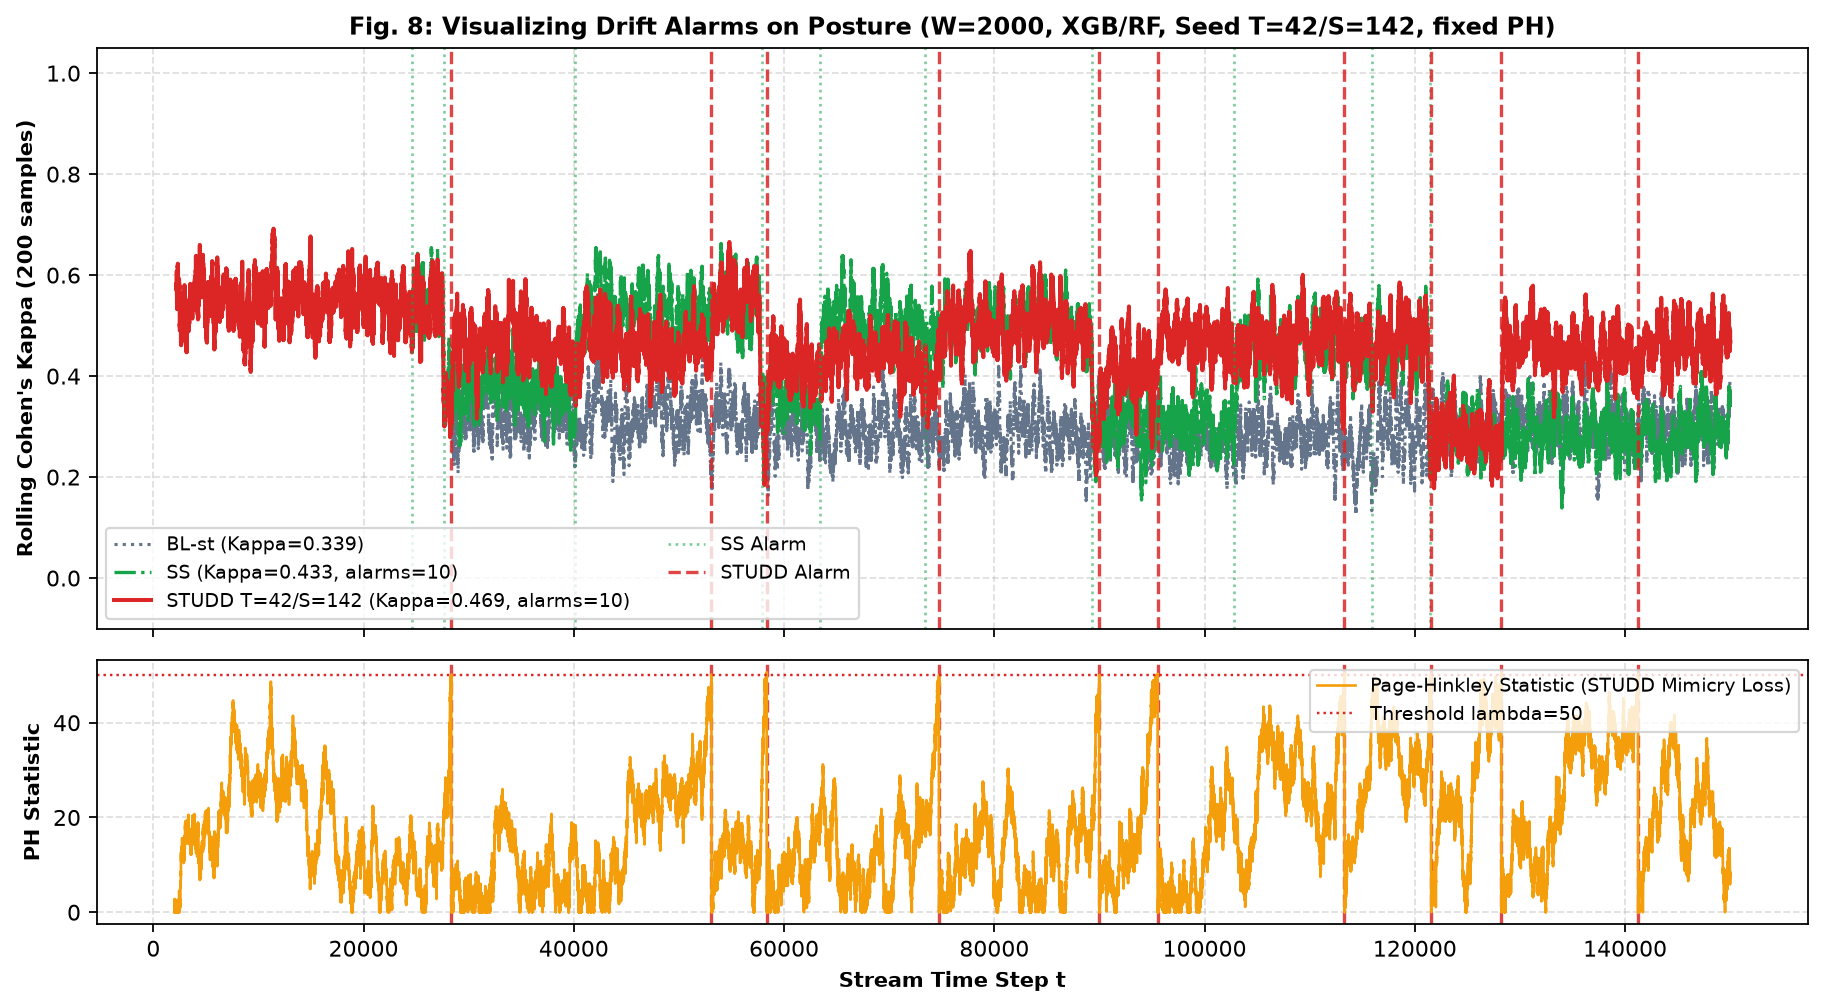 Fig. 8: Visualizing Drift Alarms on Posture (W=2000, XGB/RF, Seed T=42/S=142, fixed PH)
Rolling Cohen's Kappa (200 samples)
1.0
0.8
0.6
0.4
0.2
0.0
BL-st (Kappa=0.339)
SS (Kappa=0.433, alarms=10)
STUDD T=42/S=142 (Kappa=0.469, alarms=10)
SS Alarm
STUDD Alarm
PH Statistic
40
20
0
Page-Hinkley Statistic (STUDD Mimicry Loss)
Threshold lambda=50
0
20000
40000
60000
80000
100000
120000
140000
Stream Time Step t